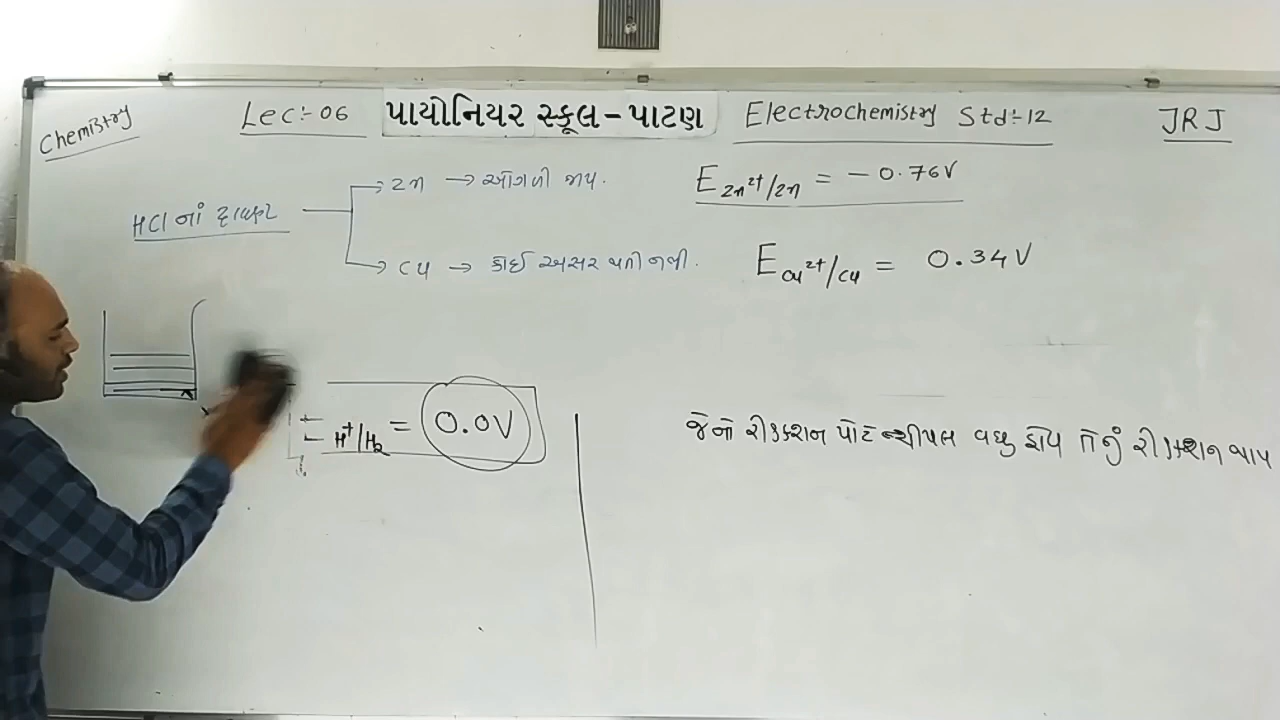 Chemistry
Lec:-06 પાયોનિયર સ્કૂલ - પાટણ Electrochemistry Std:-12 JRJ
HCl નાં દ્રાવણ
Zn → ઓગળી જાય.
Cu → કોઈ અસર થતી નથી.
E Zn²⁺/Zn = - 0.76V
E Cu²⁺/Cu = 0.34V
E H⁺/H₂ = 0.0V
જેનો રીડક્શન પોટેન્શીયલ વધુ હોય તેનું રીડક્શન થાય